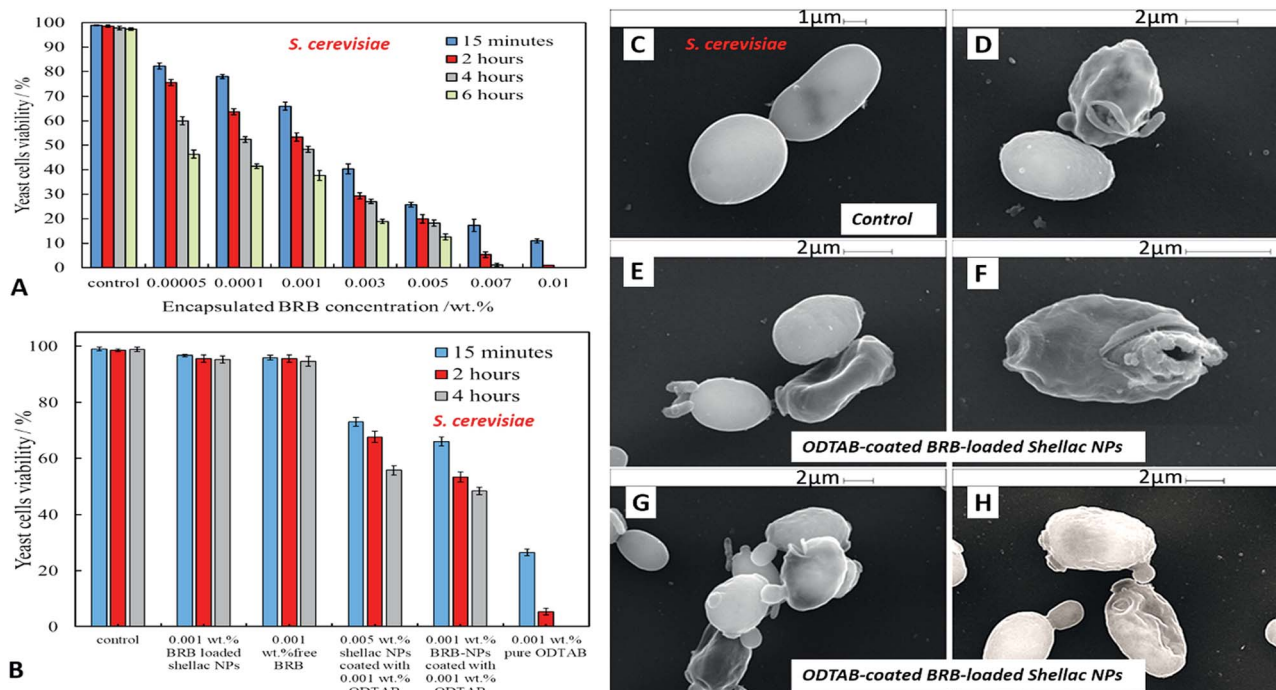 100
90
80
70
60
50
40
30
20
10
0
Yeast cells viability / %
S. cerevisiae
15 minutes
2 hours
4 hours
6 hours
control 0.00005 0.0001 0.001 0.003 0.005 0.007 0.01
Encapsulated BRB concentration /wt.%
A
100
80
60
40
20
0
Yeast cells viability / %
15 minutes
2 hours
4 hours
S. cerevisiae
control
0.001 wt.%
BRB loaded
shellac NPs
0.001
wt.%free
BRB
0.005 wt.%
shellac NPs
coated with
0.001 wt.%
ODTAB
0.001 wt.%
BRB-NPs
coated with
0.001 wt.%
ODTAB
0.001 wt.%
pure ODTAB
B
1μm
C
S. cerevisiae
Control
2μm
D
2μm
E
2μm
F
ODTAB-coated BRB-loaded Shellac NPs
2μm
G
2μm
H
ODTAB-coated BRB-loaded Shellac NPs